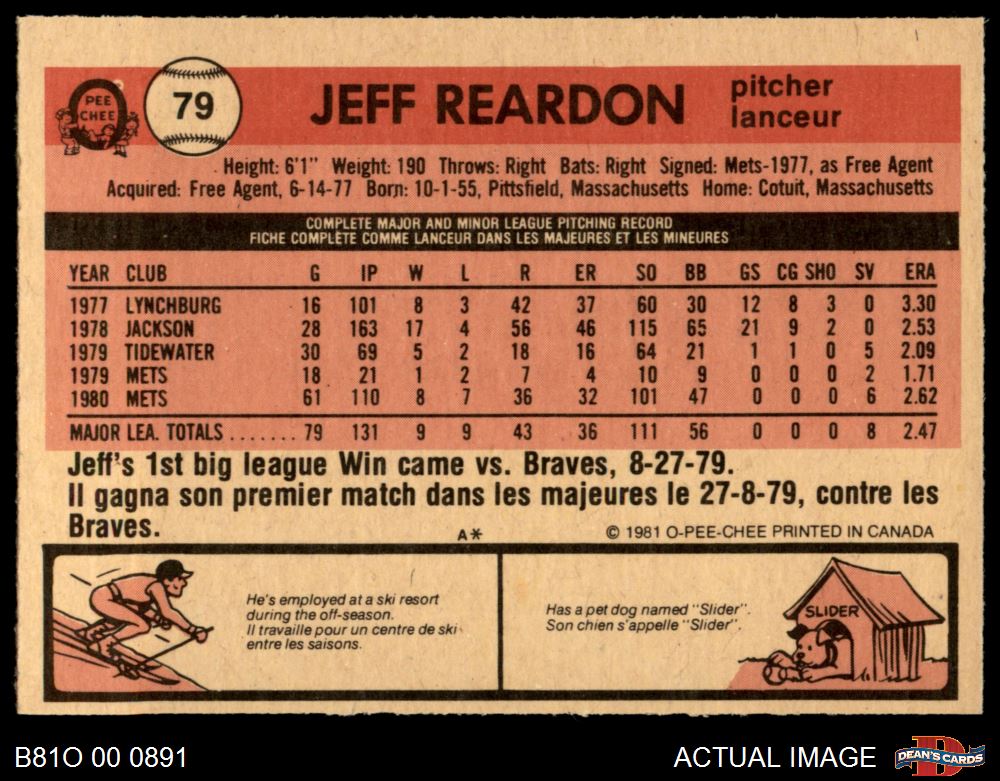 PEE
CHEE
79
JEFF REARDON
pitcher
lanceur
Height: 6'1" Weight: 190 Throws: Right Bats: Right Signed: Mets-1977, as Free Agent
Acquired: Free Agent, 6-14-77 Born: 10-1-55, Pittsfield, Massachusetts Home: Cotuit, Massachusetts
COMPLETE MAJOR AND MINOR LEAGUE PITCHING RECORD
FICHE COMPLÈTE COMME LANCEUR DANS LES MAJEURES ET LES MINEURES
YEAR CLUB G IP W L R ER SO BB GS CG SHO SV ERA
1977 LYNCHBURG 16 101 8 3 42 37 60 30 12 8 3 0 3.30
1978 JACKSON 28 163 17 4 56 46 115 65 21 9 2 0 2.53
1979 TIDEWATER 30 69 5 2 18 16 64 21 1 1 0 5 2.09
1979 METS 18 21 1 2 7 4 10 9 0 0 0 2 1.71
1980 METS 61 110 8 7 36 32 101 47 0 0 0 6 2.62
MAJOR LEA. TOTALS ....... 79 131 9 9 43 36 111 56 0 0 0 8 2.47
Jeff's 1st big league Win came vs. Braves, 8-27-79.
Il gagna son premier match dans les majeures le 27-8-79, contre les
Braves.
A* © 1981 O-PEE-CHEE PRINTED IN CANADA
He's employed at a ski resort
during the off-season.
Il travaille pour un centre de ski
entre les saisons.
Has a pet dog named "Slider".
Son chien s'appelle "Slider".
SLIDER
B81O 00 0891
ACTUAL IMAGE
DEAN'S CARDS